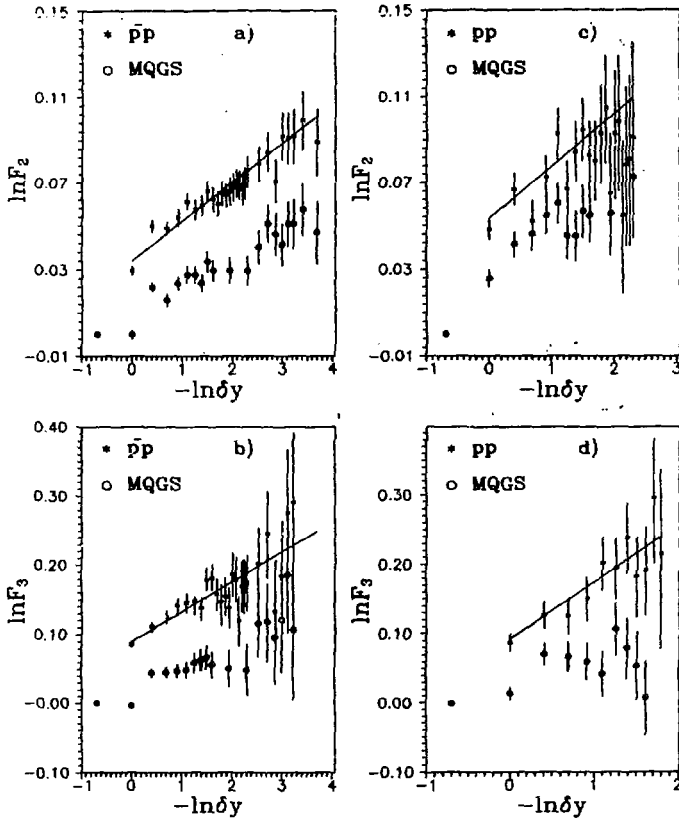 0.15
* p̄p a)
○ MQGS
0.11
lnF₂
0.07
0.03
-0.01
-1 0 1 2 3 4
-lnδy
0.15
* pp c)
○ MQGS
0.11
lnF₂
0.07
0.03
-0.01
-1 0 1 2 3
-lnδy
0.40
* p̄p b)
○ MQGS
0.30
0.20
lnF₃
0.10
-0.00
-0.10
-1 0 1 2 3 4
-lnδy
0.40
* pp d)
○ MQGS
0.30
0.20
lnF₃
0.10
0.00
-0.10
-1 0 1 2
-lnδy